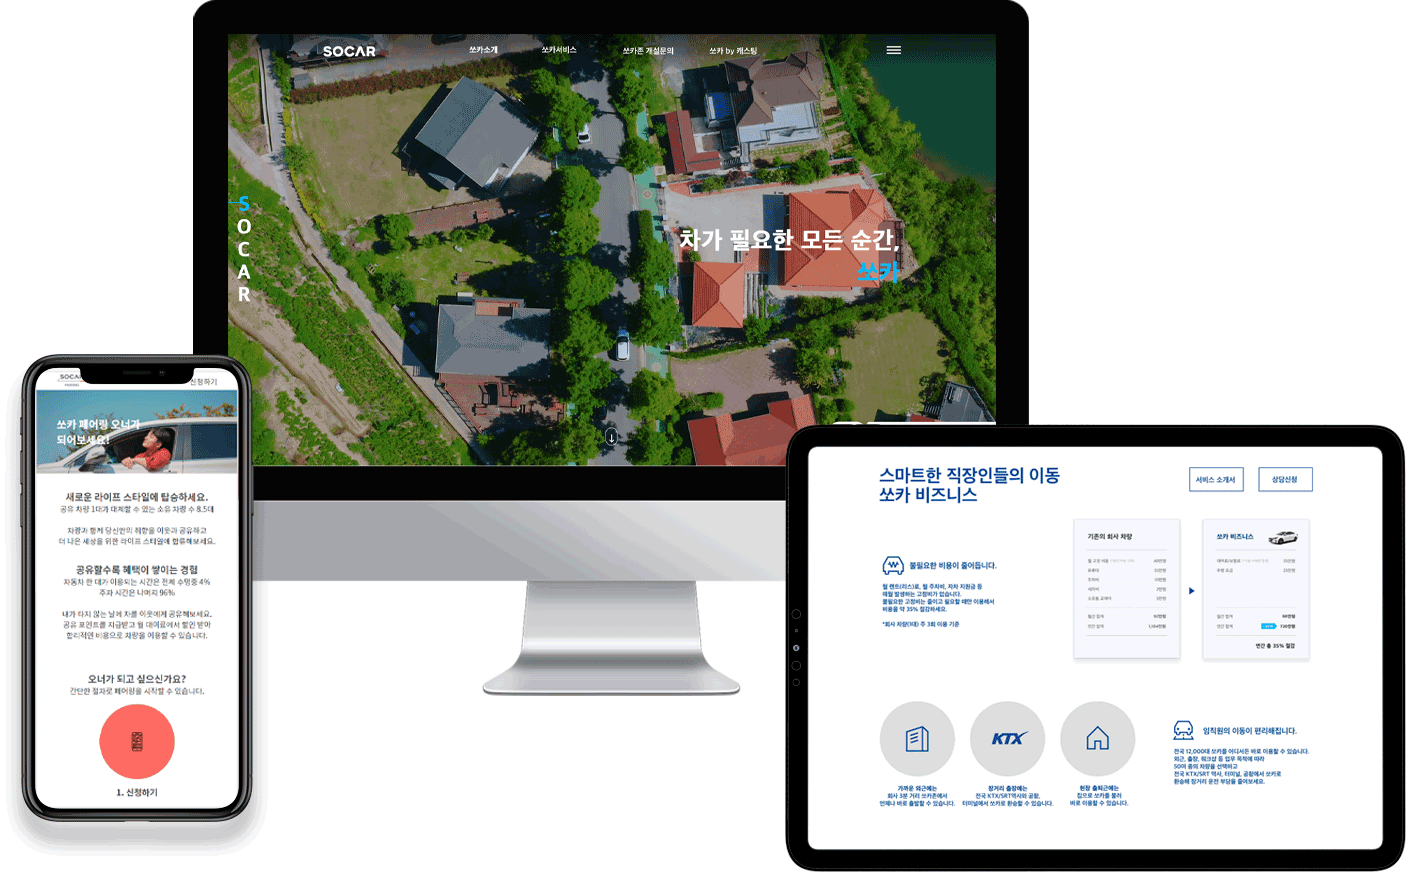 SOCAR
쏘카소개
쏘카서비스
쏘카존 개설문의
쏘카 by 캐스팅
S
O
C
A
R
차가 필요한 모든 순간,
쏘카
신청하기
쏘카 페어링 오너가
되어보세요!
새로운 라이프 스타일에 탑승하세요.
공유 차량 1대가 대체할 수 있는 소유 차량 수 8.5대
차량과 함께 당신만의 취향을 이웃과 공유하고
더 나은 세상을 위한 라이프 스타일에 합류해보세요.
공유할수록 혜택이 쌓이는 경험
자동차 한 대가 이용되는 시간은 전체 수명중 4%
주차 시간은 나머지 96%
내가 타지 않는 날에 차를 이웃에게 공유해보세요.
공유 포인트를 지급받고 월 대여료에서 할인 받아
합리적인 비용으로 차량을 이용할 수 있습니다.
오너가 되고 싶으신가요?
간단한 절차로 페어링을 시작할 수 있습니다.
1. 신청하기
스마트한 직장인들의 이동
쏘카 비즈니스
서비스 소개서
상담신청
불필요한 비용이 줄어듭니다.
월 렌트(리스)료, 월 주차비, 자차 지원금 등
매월 발생하는 고정비가 없습니다.
불필요한 고정비는 줄이고 필요할 때만 이용해서
비용을 약 35% 절감하세요.
*회사 차량(1대) 주 3회 이용 기준
기존의 회사 차량
쏘카 비즈니스
연간 총 35% 절감
KTX
가까운 외근에는
회사 3분 거리 쏘카존에서
언제나 바로 출발할 수 있습니다.
장거리 출장에는
전국 KTX/SRT역사와 공항,
터미널에서 쏘카로 환승할 수 있습니다.
현장 출퇴근에는
집으로 쏘카를 불러
바로 이용할 수 있습니다.
임직원의 이동이 편리해집니다.
전국 12,000대 쏘카를 어디서든 바로 이용할 수 있습니다.
외근, 출장, 워크샵 등 업무 목적에 따라
50여 종의 차량을 선택하고
전국 KTX/SRT 역사, 터미널, 공항에서 쏘카로
환승해 장거리 운전 부담을 줄여보세요.